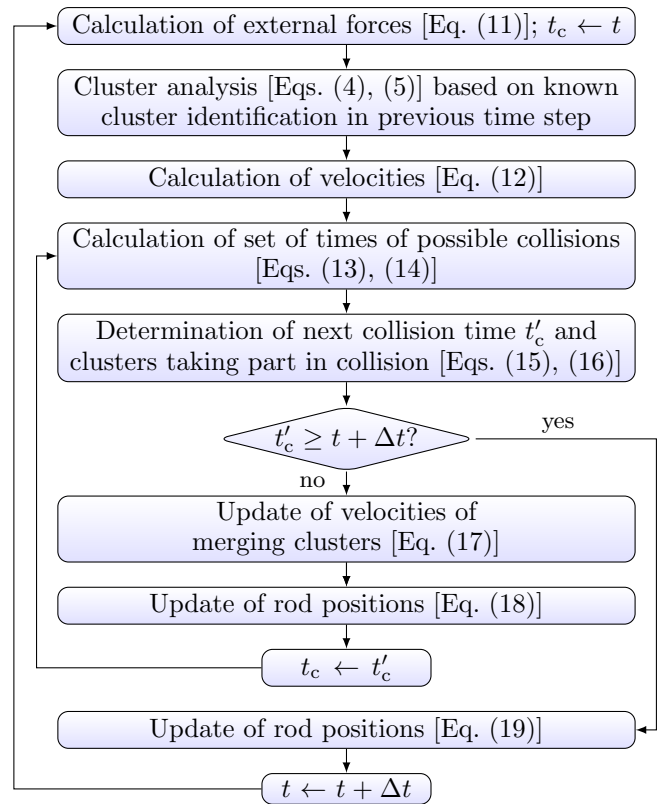 Calculation of external forces [Eq. (11)]; t_c ← t
Cluster analysis [Eqs. (4), (5)] based on known
cluster identification in previous time step
Calculation of velocities [Eq. (12)]
Calculation of set of times of possible collisions
[Eqs. (13), (14)]
Determination of next collision time t′_c and
clusters taking part in collision [Eqs. (15), (16)]
t′_c ≥ t + Δt?
yes
no
Update of velocities of
merging clusters [Eq. (17)]
Update of rod positions [Eq. (18)]
t_c ← t′_c
Update of rod positions [Eq. (19)]
t ← t + Δt